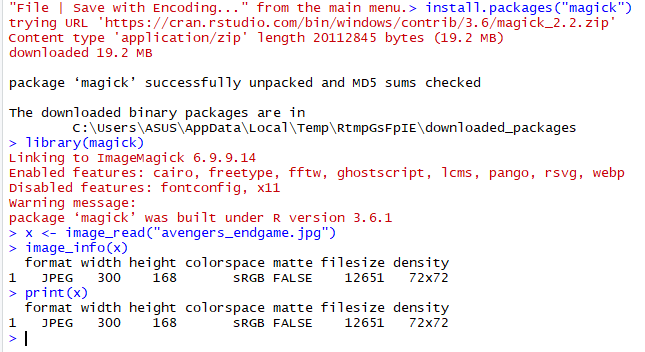 "File | Save with Encoding..." from the main menu.> install.packages("magick")
trying URL 'https://cran.rstudio.com/bin/windows/contrib/3.6/magick_2.2.zip'
Content type 'application/zip' length 20112845 bytes (19.2 MB)
downloaded 19.2 MB

package ‘magick’ successfully unpacked and MD5 sums checked

The downloaded binary packages are in
        C:\Users\ASUS\AppData\Local\Temp\RtmpGsFpIE\downloaded_packages
> library(magick)
Linking to ImageMagick 6.9.9.14
Enabled features: cairo, freetype, fftw, ghostscript, lcms, pango, rsvg, webp
Disabled features: fontconfig, x11
Warning message:
package ‘magick’ was built under R version 3.6.1
> x <- image_read("avengers_endgame.jpg")
> image_info(x)
  format width height colorspace matte filesize density
1   JPEG   300    168       sRGB FALSE    12651   72x72
> print(x)
  format width height colorspace matte filesize density
1   JPEG   300    168       sRGB FALSE    12651   72x72
>